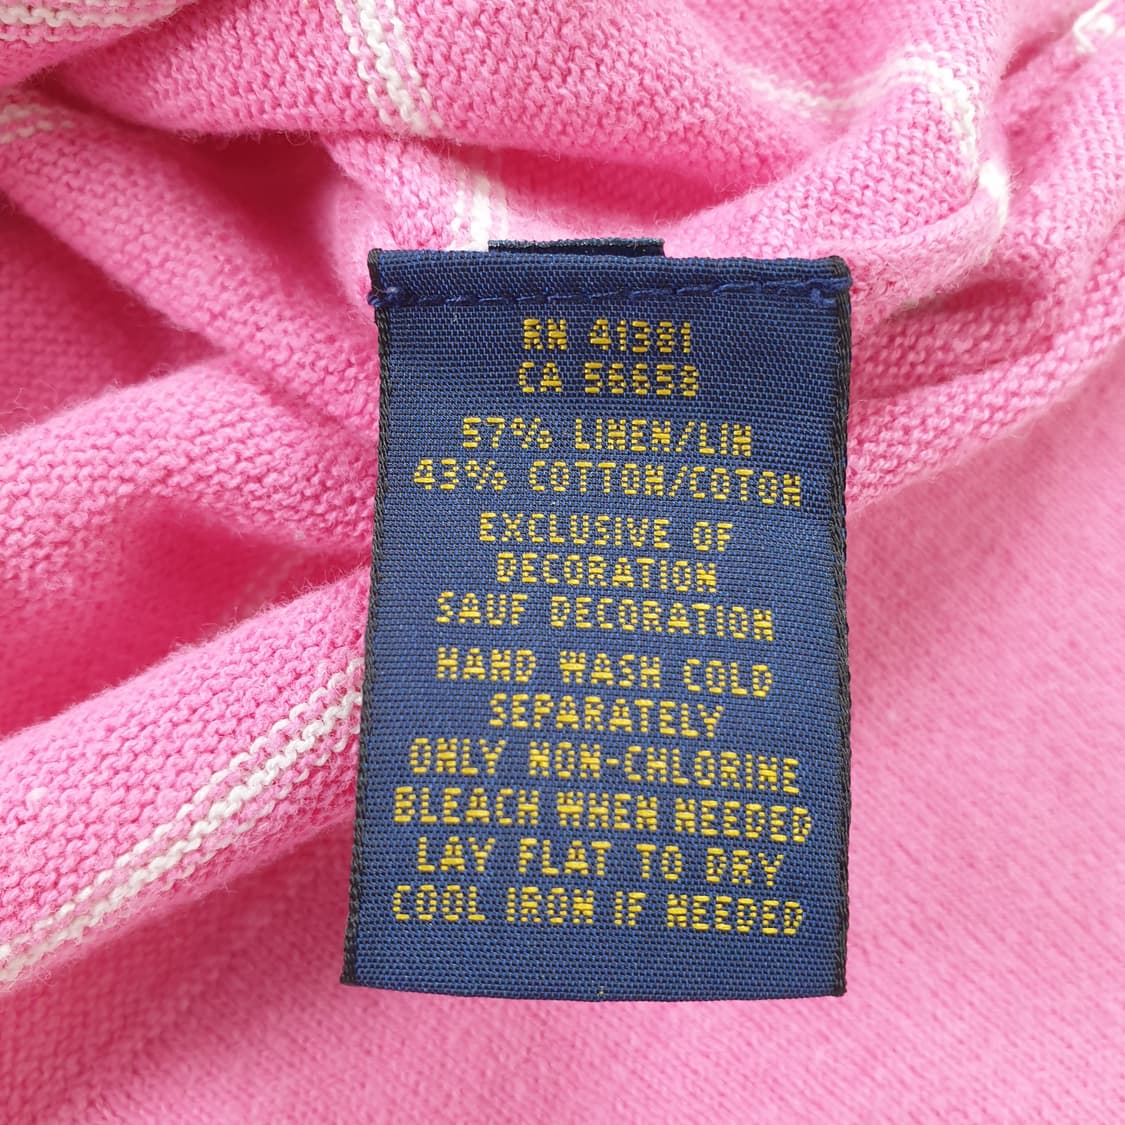 RN 41381
CA 56658
57% LINEN/LIN
43% COTTON/COTON
EXCLUSIVE OF
DECORATION
SAUF DECORATION
HAND WASH COLD
SEPARATELY
ONLY NON-CHLORINE
BLEACH WHEN NEEDED
LAY FLAT TO DRY
COOL IRON IF NEEDED